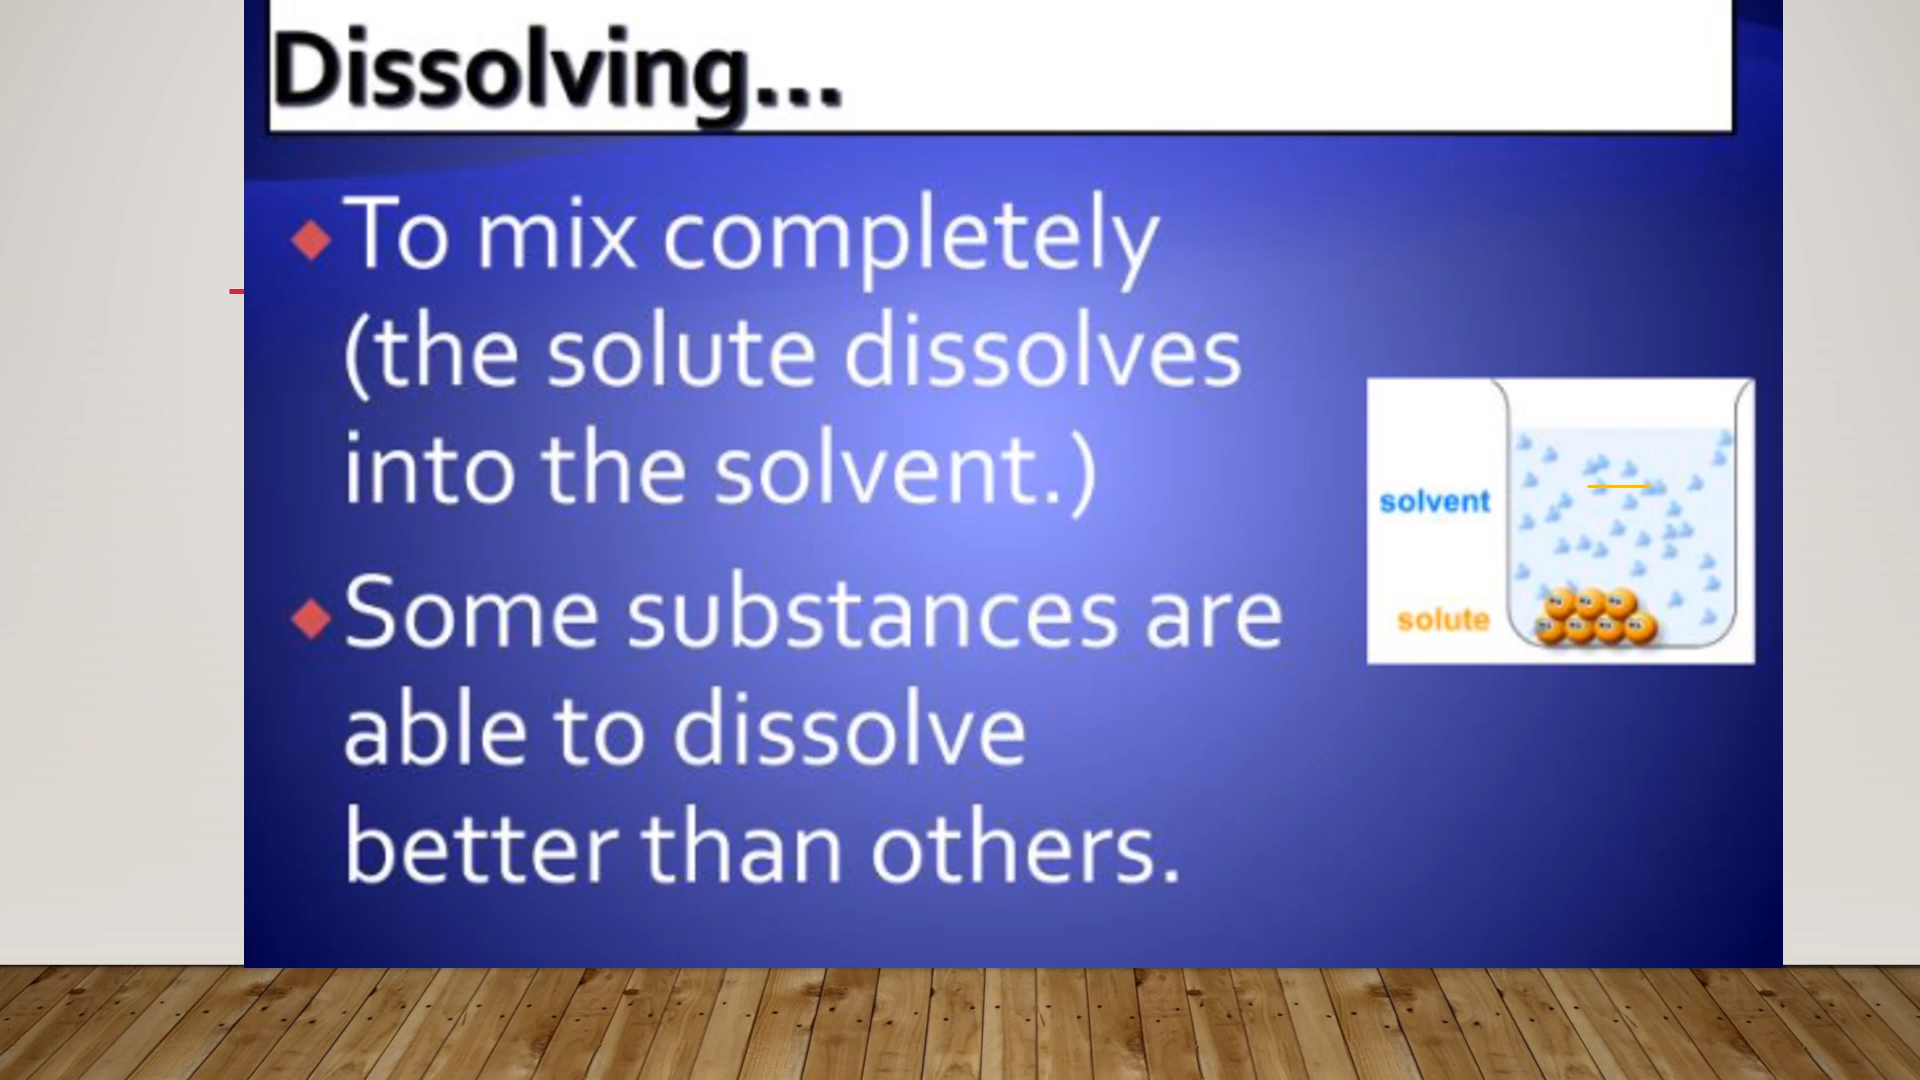 Dissolving...
To mix completely
(the solute dissolves
into the solvent.)
Some substances are
able to dissolve
better than others.
solvent
solute